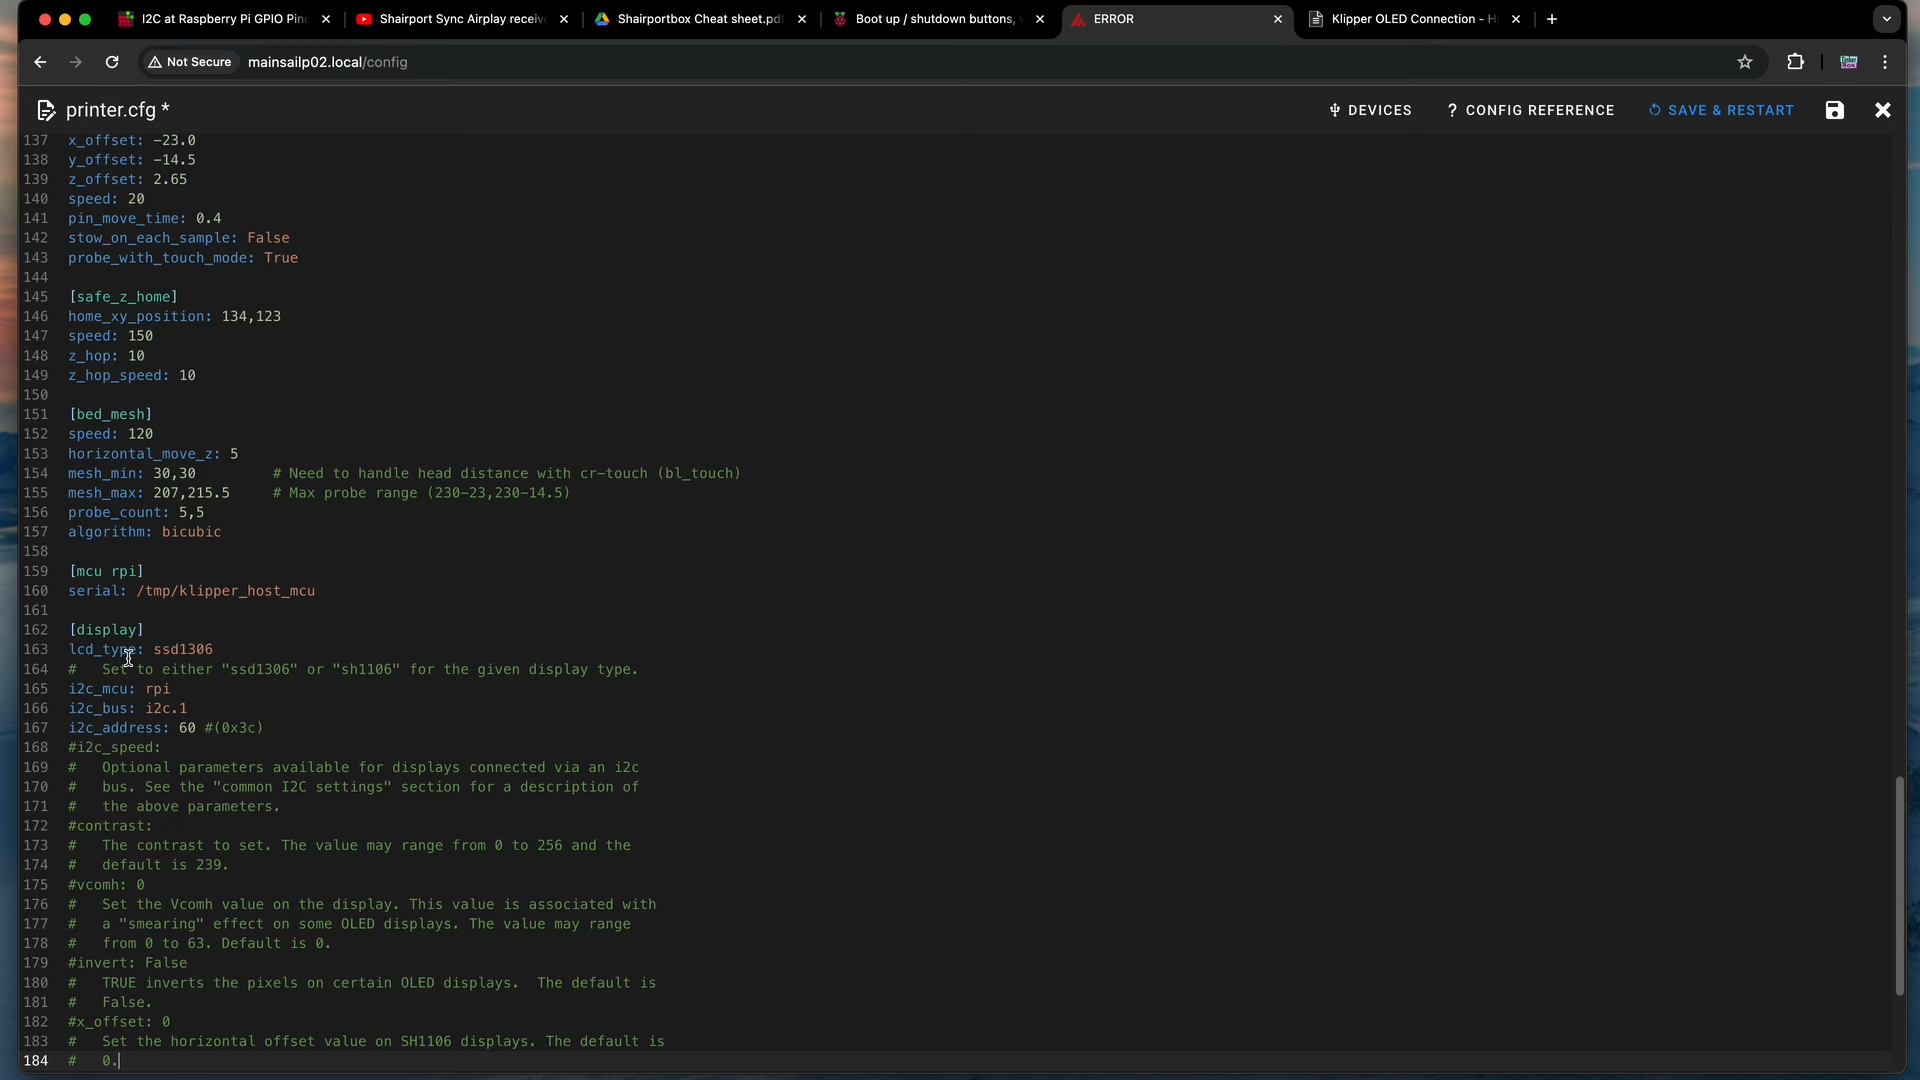 I2C at Raspberry Pi GPIO Pin
Shairport Sync Airplay receiv
Shairportbox Cheat sheet.pdf
Boot up / shutdown buttons,
ERROR
Klipper OLED Connection - H
Not Secure
mainsailp02.local/config
printer.cfg *
DEVICES
? CONFIG REFERENCE
SAVE & RESTART
137 x_offset: -23.0
138 y_offset: -14.5
139 z_offset: 2.65
140 speed: 20
141 pin_move_time: 0.4
142 stow_on_each_sample: False
143 probe_with_touch_mode: True
144
145 [safe_z_home]
146 home_xy_position: 134,123
147 speed: 150
148 z_hop: 10
149 z_hop_speed: 10
150
151 [bed_mesh]
152 speed: 120
153 horizontal_move_z: 5
154 mesh_min: 30,30 # Need to handle head distance with cr-touch (bl_touch)
155 mesh_max: 207,215.5 # Max probe range (230-23,230-14.5)
156 probe_count: 5,5
157 algorithm: bicubic
158
159 [mcu rpi]
160 serial: /tmp/klipper_host_mcu
161
162 [display]
163 lcd_type: ssd1306
164 # Set to either "ssd1306" or "sh1106" for the given display type.
165 i2c_mcu: rpi
166 i2c_bus: i2c.1
167 i2c_address: 60 #(0x3c)
168 #i2c_speed:
169 # Optional parameters available for displays connected via an i2c
170 # bus. See the "common I2C settings" section for a description of
171 # the above parameters.
172 #contrast:
173 # The contrast to set. The value may range from 0 to 256 and the
174 # default is 239.
175 #vcomh: 0
176 # Set the Vcomh value on the display. This value is associated with
177 # a "smearing" effect on some OLED displays. The value may range
178 # from 0 to 63. Default is 0.
179 #invert: False
180 # TRUE inverts the pixels on certain OLED displays. The default is
181 # False.
182 #x_offset: 0
183 # Set the horizontal offset value on SH1106 displays. The default is
184 # 0.